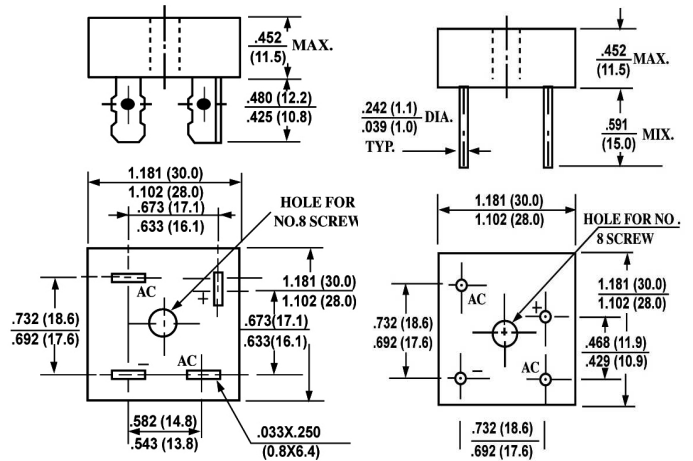 .452
(11.5)
MAX.
.480 (12.2)
.425 (10.8)
1.181 (30.0)
1.102 (28.0)
.673 (17.1)
.633 (16.1)
HOLE FOR
NO.8 SCREW
AC
+
1.181 (30.0)
1.102 (28.0)
.732 (18.6)
.692 (17.6)
.673(17.1)
.633(16.1)
−
AC
.582 (14.8)
.543 (13.8)
.033X.250
(0.8X6.4)
.452
(11.5)
MAX.
.242 (1.1)
.039 (1.0)
DIA.
TYP.
.591
(15.0)
MIX.
1.181 (30.0)
1.102 (28.0)
HOLE FOR NO .
8 SCREW
AC
+
1.181 (30.0)
1.102 (28.0)
.732 (18.6)
.692 (17.6)
.468 (11.9)
.429 (10.9)
−
AC
.732 (18.6)
.692 (17.6)